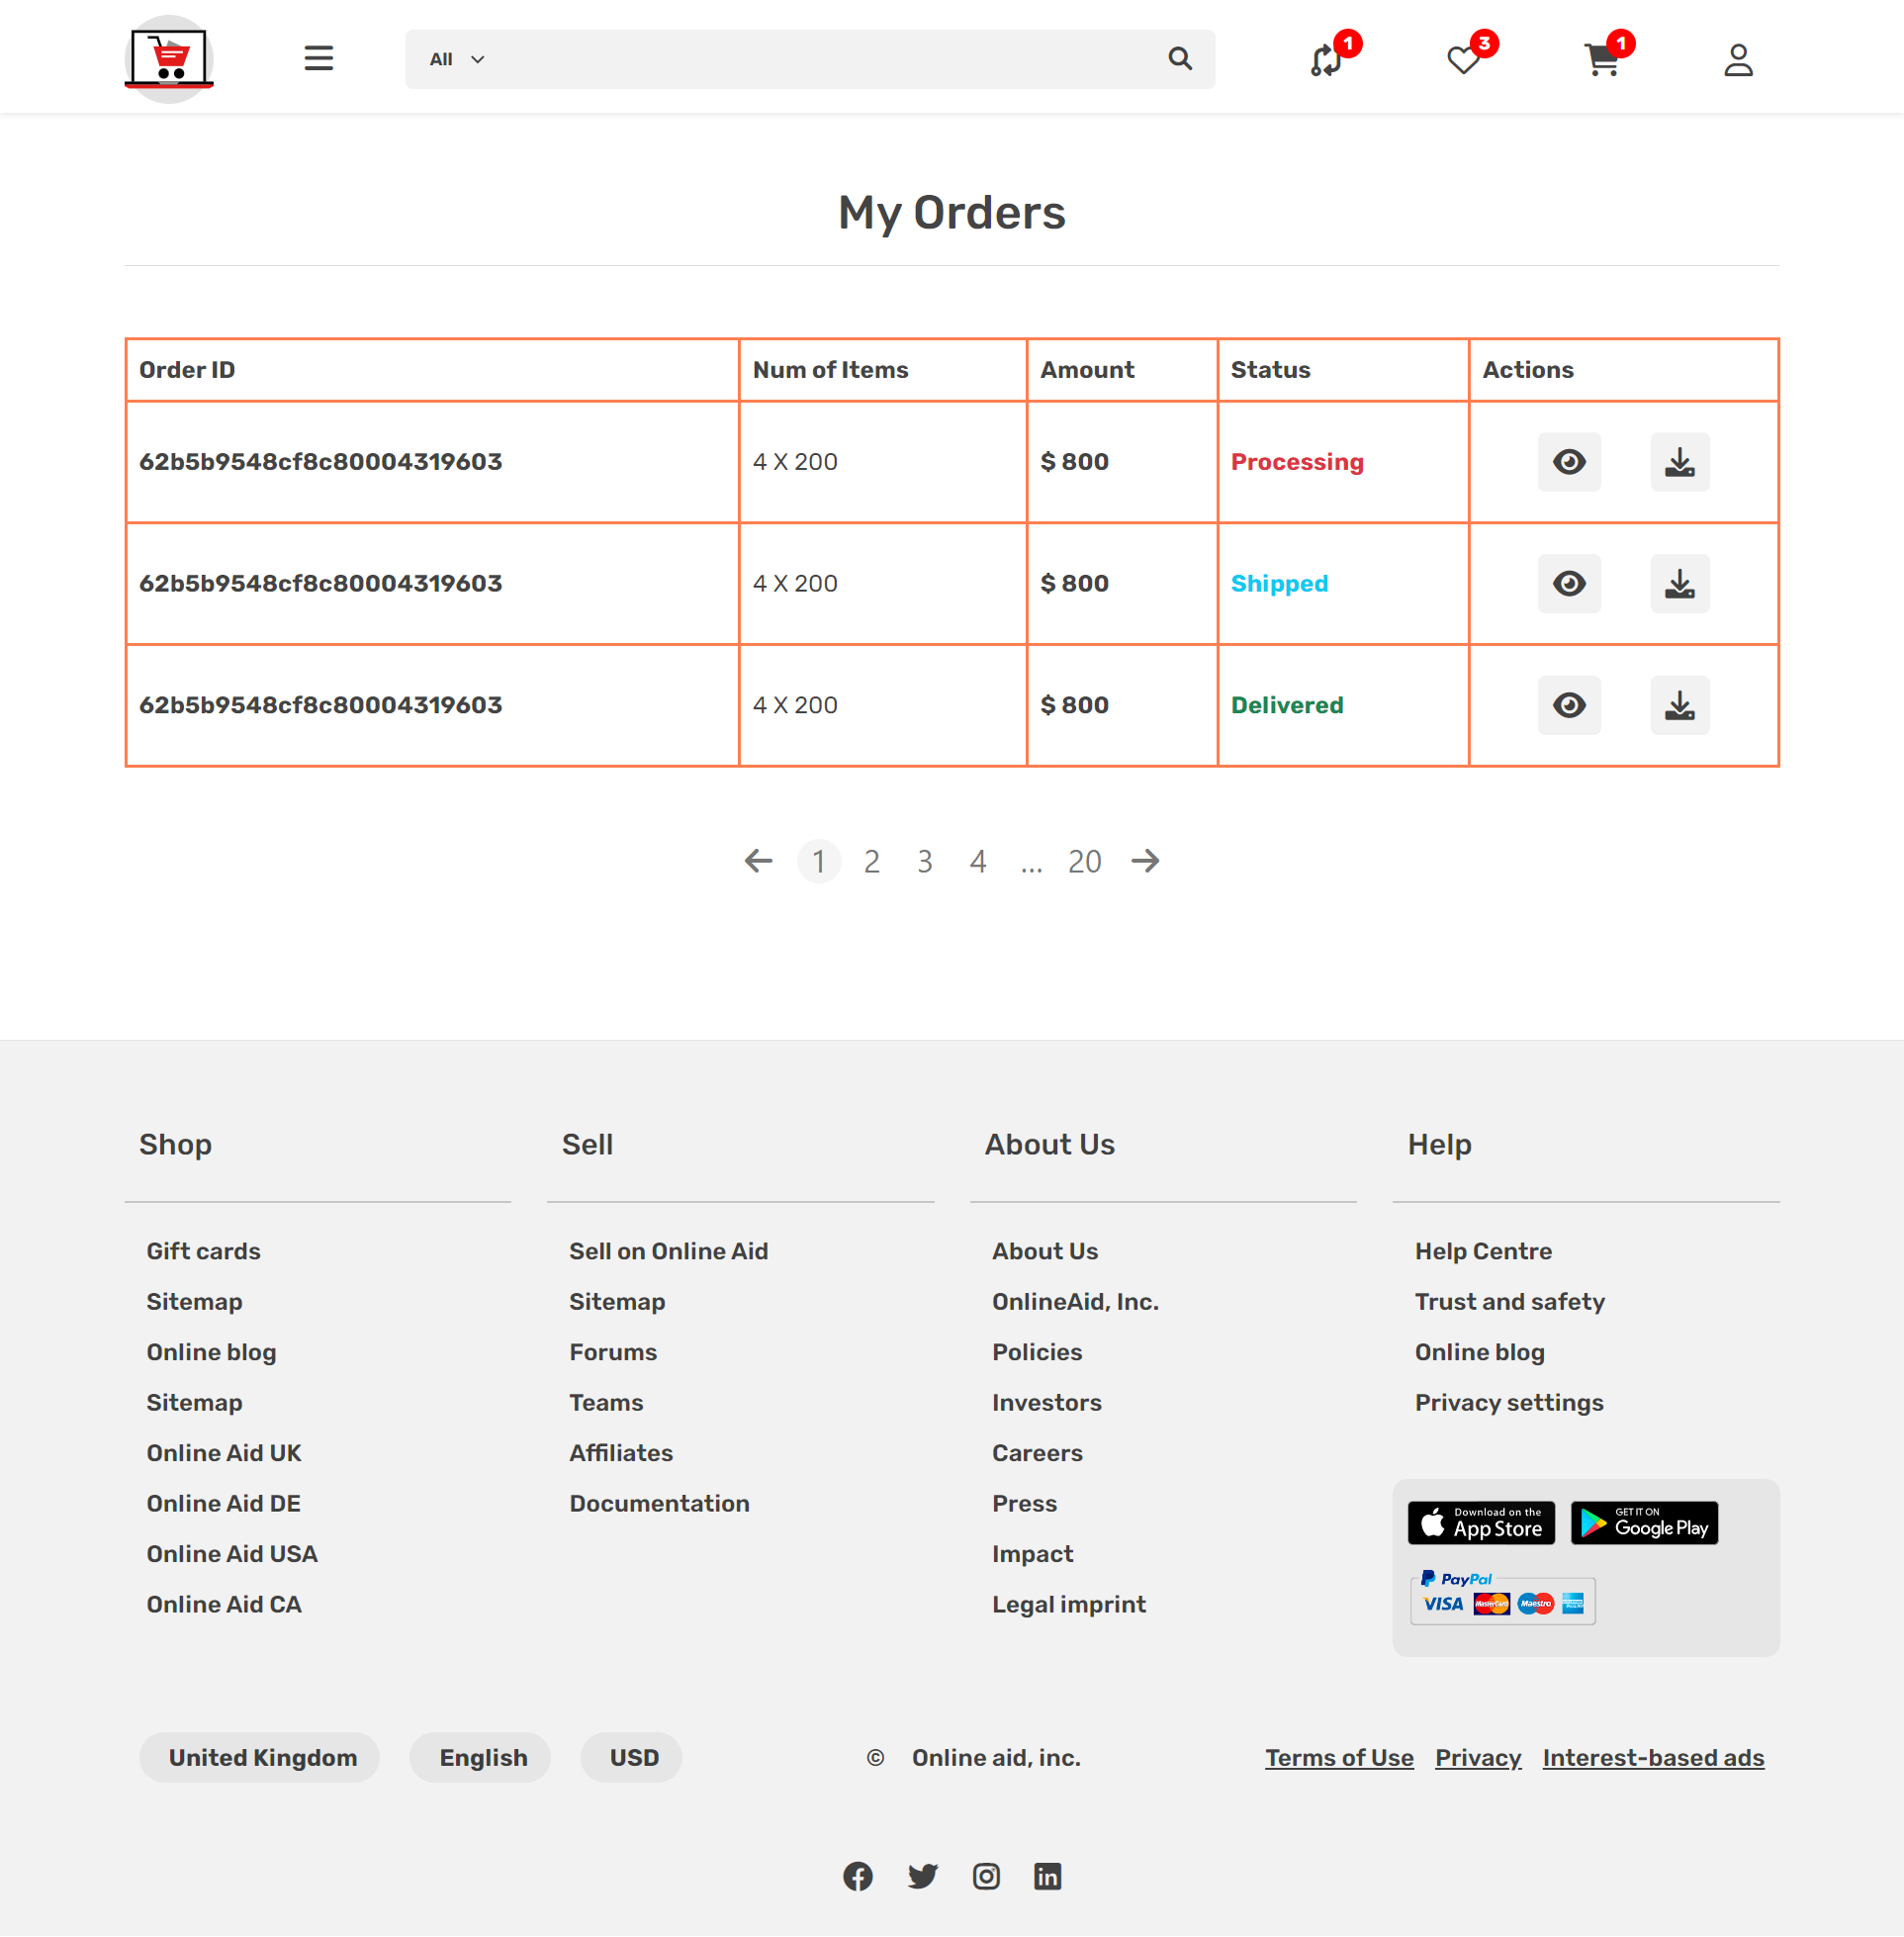 All
1
3
1
My Orders
Order ID Num of Items Amount Status Actions
62b5b9548cf8c80004319603 4 X 200 $ 800 Processing
62b5b9548cf8c80004319603 4 X 200 $ 800 Shipped
62b5b9548cf8c80004319603 4 X 200 $ 800 Delivered
1 2 3 4 ... 20
Shop
Gift cards
Sitemap
Online blog
Sitemap
Online Aid UK
Online Aid DE
Online Aid USA
Online Aid CA
Sell
Sell on Online Aid
Sitemap
Forums
Teams
Affiliates
Documentation
About Us
About Us
OnlineAid, Inc.
Policies
Investors
Careers
Press
Impact
Legal imprint
Help
Help Centre
Trust and safety
Online blog
Privacy settings
Download on the
App Store
GET IT ON
Google Play
PayPal
VISA MasterCard Maestro
United Kingdom English USD © Online aid, inc. Terms of Use Privacy Interest-based ads